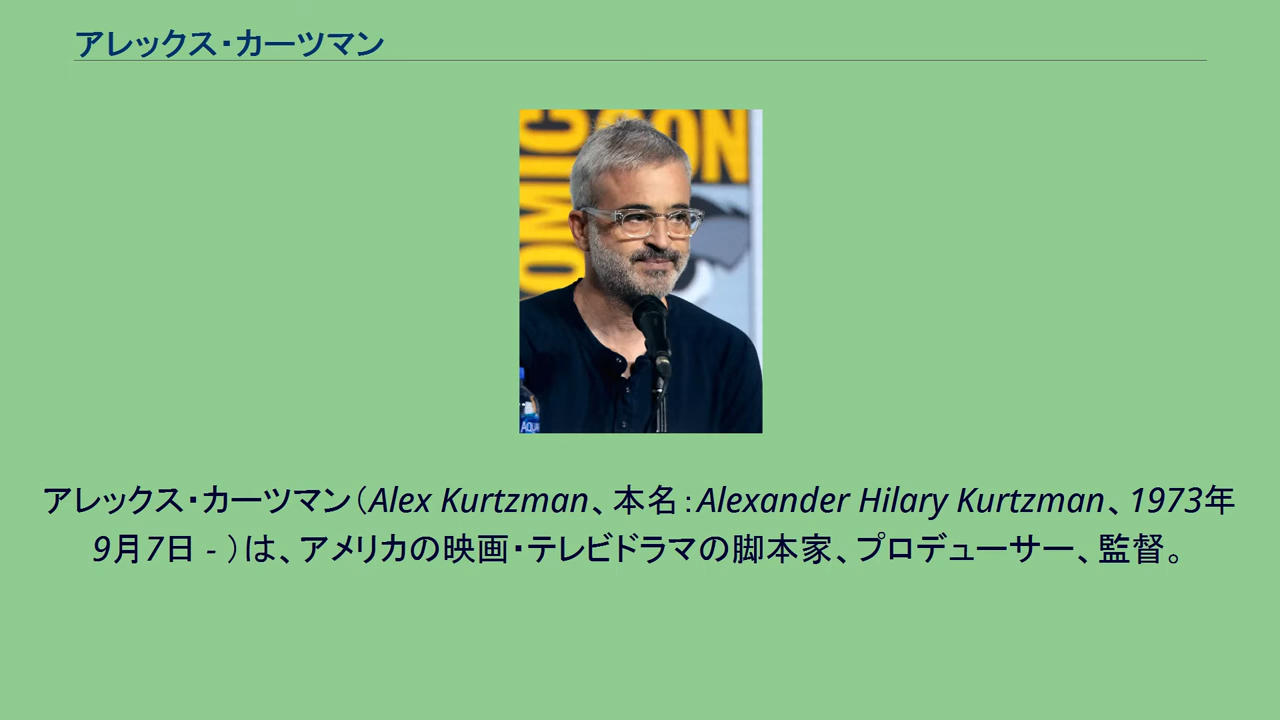 アレックス・カーツマン
COMIC
CON
AQUA
アレックス・カーツマン（Alex Kurtzman、本名：Alexander Hilary Kurtzman、1973年
9月7日 - ）は、アメリカの映画・テレビドラマの脚本家、プロデューサー、監督。